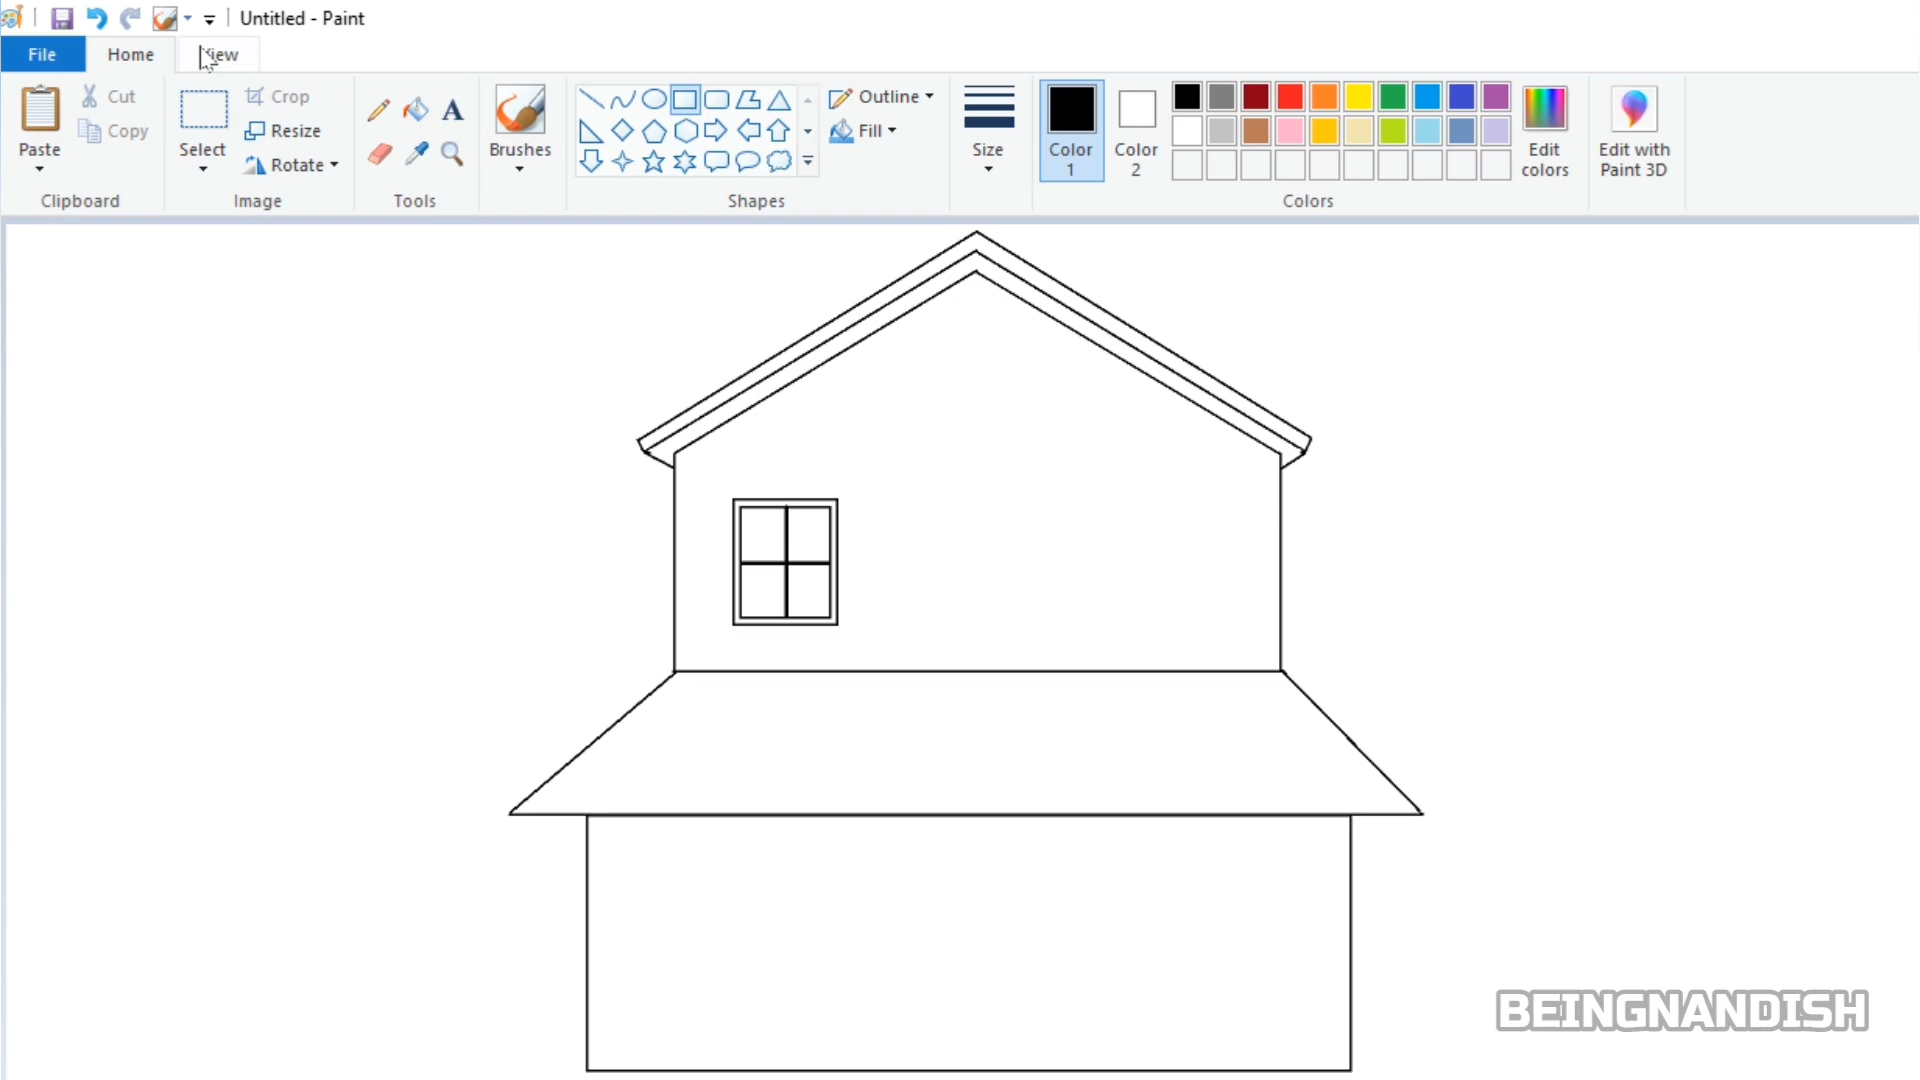 Untitled - Paint
File Home View
Paste
Cut
Copy
Clipboard
Select
Crop
Resize
Rotate
Image
A
Tools
Brushes
Outline
Fill
Shapes
Size
Color
1
Color
2
Edit
colors
Colors
Edit with
Paint 3D
BEINGNANDISH